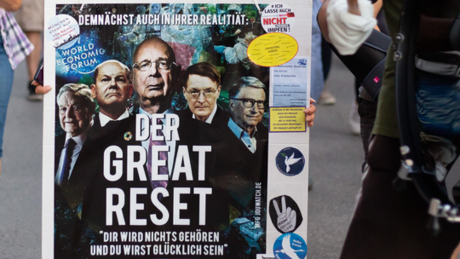 DEMNÄCHST AUCH IN IHRER REALITÄT:
WORLD
ECONOMIC
FORUM
ICH
LASSE
MICH
NICHT
IMPFEN!
DER
GREAT
RESET
"DIR WIRD NICHTS GEHÖREN
UND DU WIRST GLÜCKLICH SEIN"